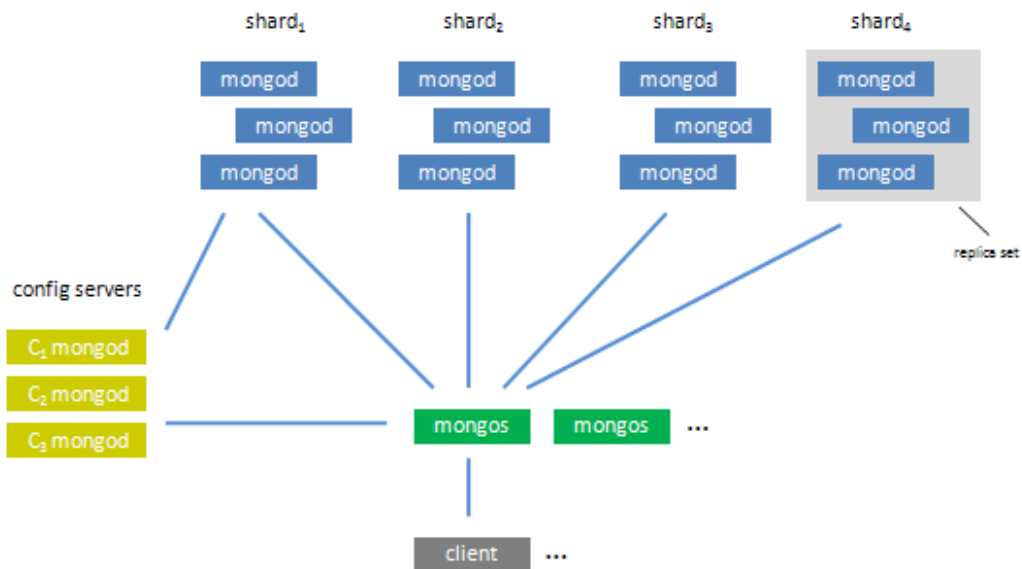 shard₁ shard₂ shard₃ shard₄
mongod mongod mongod mongod
mongod mongod mongod mongod
mongod mongod mongod mongod
replica set
config servers
C₁ mongod
C₂ mongod
C₃ mongod
mongos mongos ...
client ...